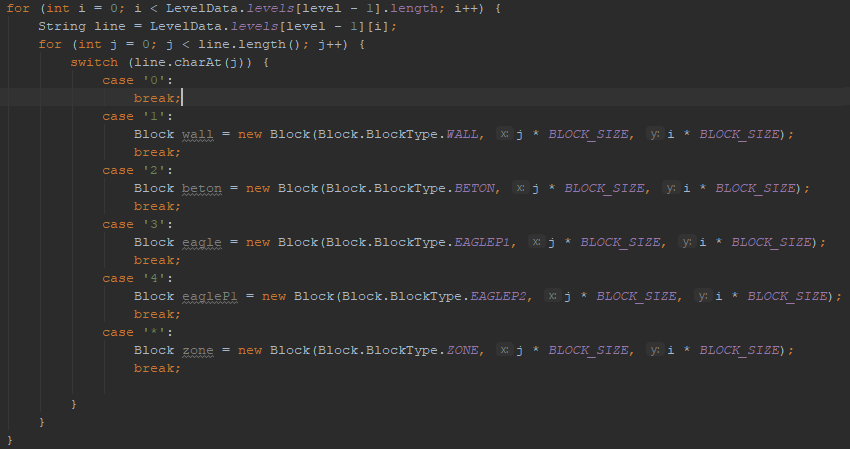 for (int i = 0; i < LevelData.levels[level - 1].length; i++) {
    String line = LevelData.levels[level - 1][i];
    for (int j = 0; j < line.length(); j++) {
        switch (line.charAt(j)) {
            case '0':
                break;
            case '1':
                Block wall = new Block(Block.BlockType.WALL, x: j * BLOCK_SIZE, y: i * BLOCK_SIZE);
                break;
            case '2':
                Block beton = new Block(Block.BlockType.BETON, x: j * BLOCK_SIZE, y: i * BLOCK_SIZE);
                break;
            case '3':
                Block eagle = new Block(Block.BlockType.EAGLEP1, x: j * BLOCK_SIZE, y: i * BLOCK_SIZE);
                break;
            case '4':
                Block eagleP1 = new Block(Block.BlockType.EAGLEP2, x: j * BLOCK_SIZE, y: i * BLOCK_SIZE);
                break;
            case '*':
                Block zone = new Block(Block.BlockType.ZONE, x: j * BLOCK_SIZE, y: i * BLOCK_SIZE);
                break;
        }
    }
}